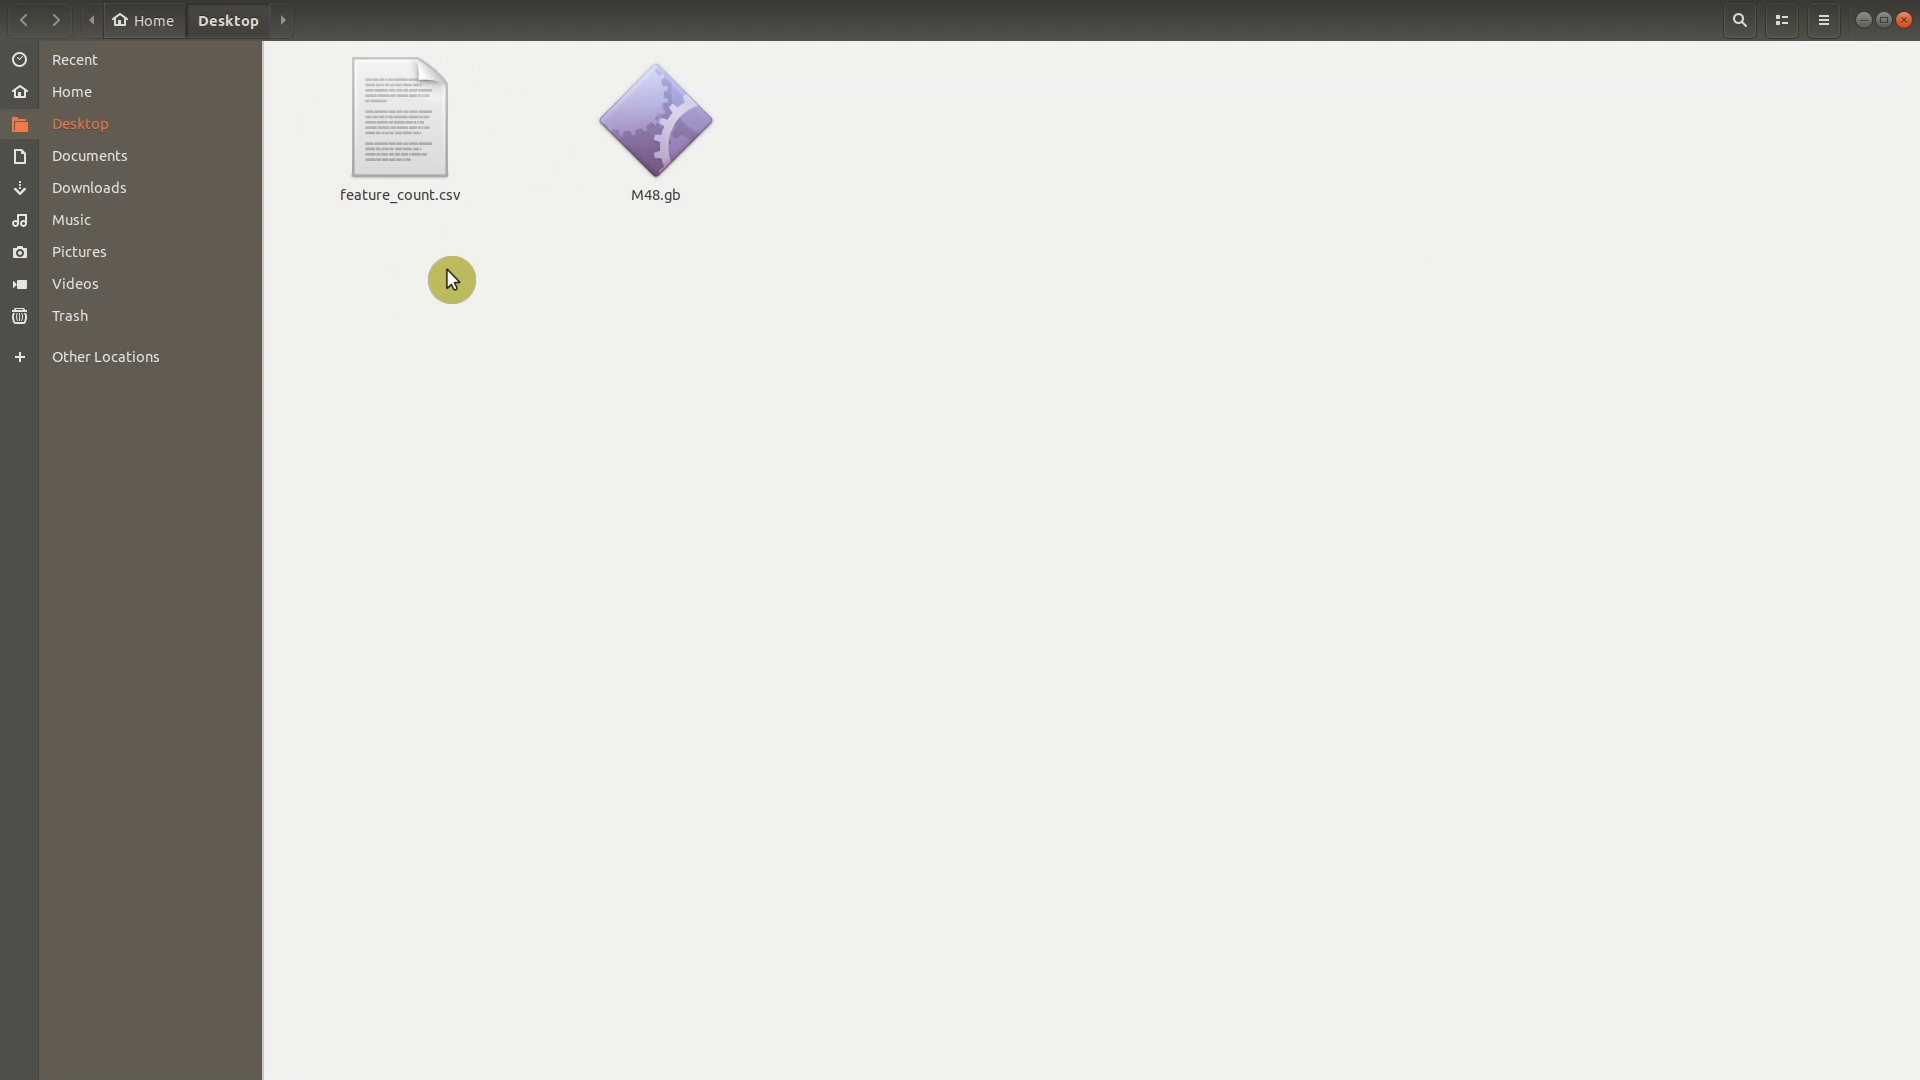 Home
Desktop
Recent
Home
Desktop
Documents
Downloads
Music
Pictures
Videos
Trash
Other Locations
feature_count.csv
M48.gb